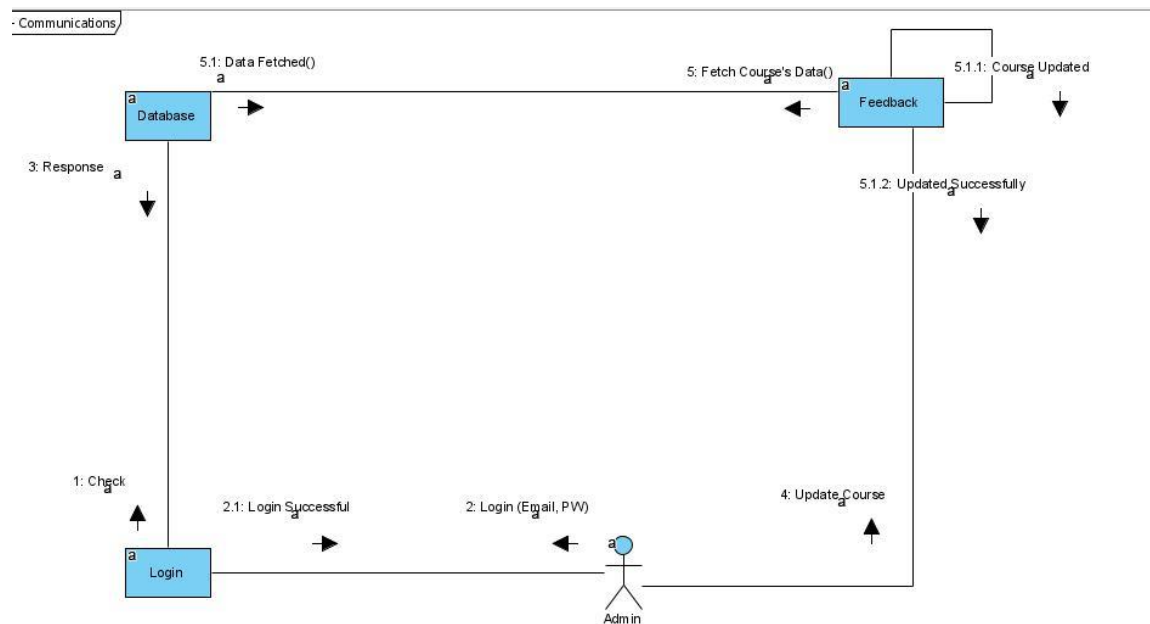 - Communications
5.1: Data Fetched()
a
5: Fetch Course's Data()
a
5.1.1: Course Updated
a
a
Database
a
Feedback
3: Response
a
5.1.2: Updated Successfully
a
1: Check
a
2.1: Login Successful
a
2: Login (Email, PW)
a
4: Update Course
a
a
Login
a
Admin